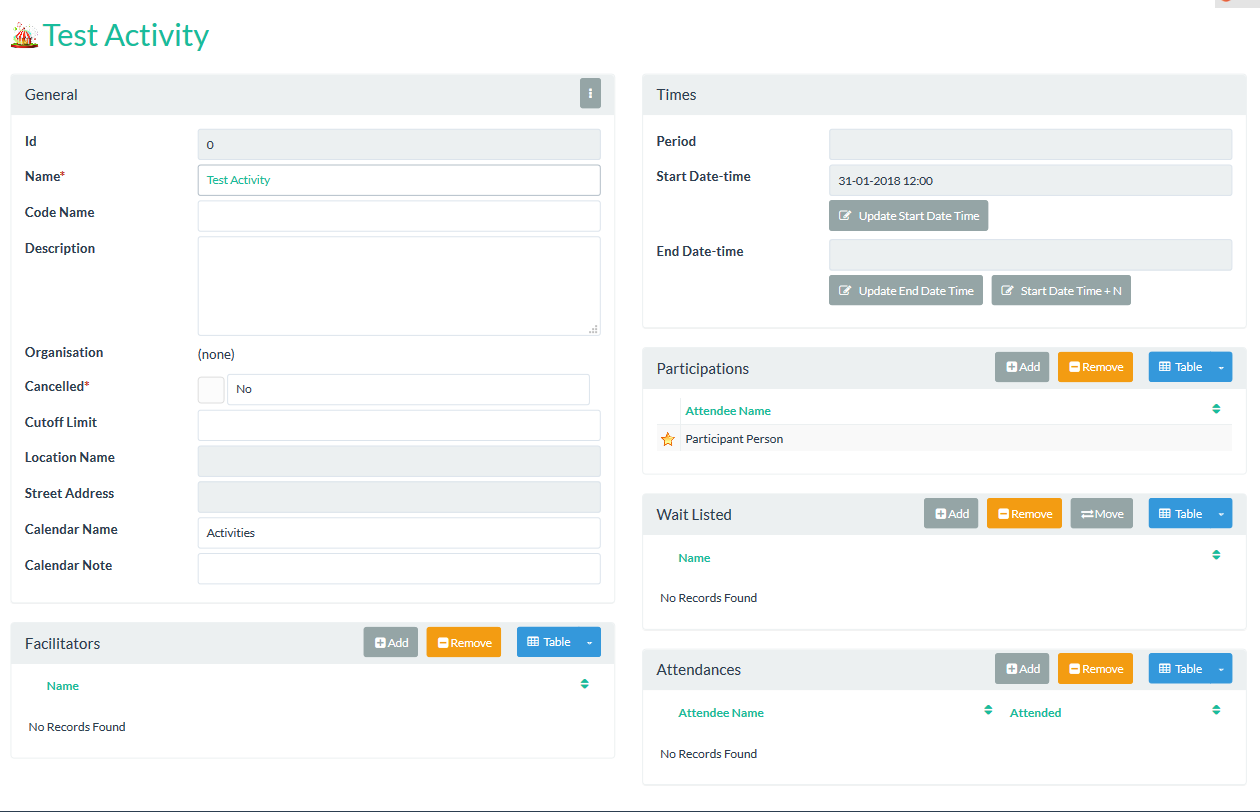 Test Activity
General
Id
0
Name*
Test Activity
Code Name
Description
Organisation
(none)
Cancelled*
No
Cutoff Limit
Location Name
Street Address
Calendar Name
Activities
Calendar Note
Facilitators
Add
Remove
Table
Name
No Records Found
Times
Period
Start Date-time
31-01-2018 12:00
Update Start Date Time
End Date-time
Update End Date Time
Start Date Time + N
Participations
Add
Remove
Table
Attendee Name
Participant Person
Wait Listed
Add
Remove
Move
Table
Name
No Records Found
Attendances
Add
Remove
Table
Attendee Name
Attended
No Records Found